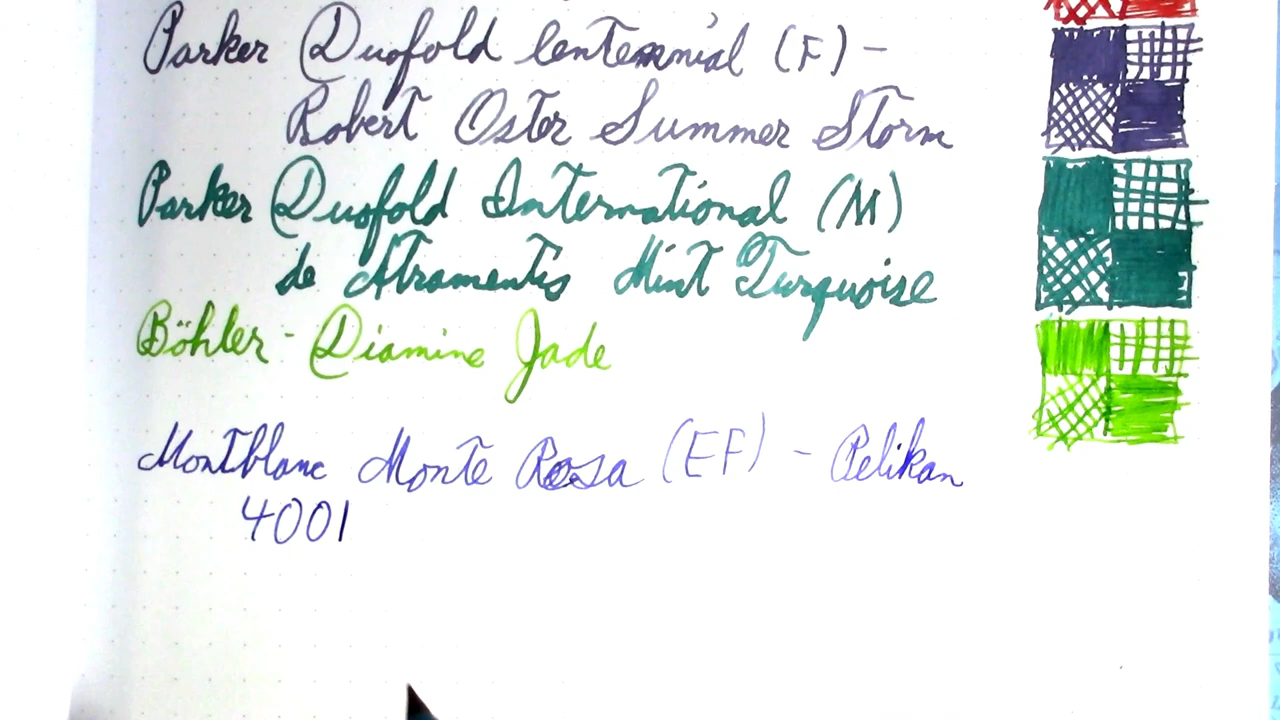 Parker Duofold Centennial (F) -
Robert Oster Summer Storm
Parker Duofold International (M)
de Atramentis Mint Turquoise
Böhler - Diamine Jade
Montblanc Monte Rosa (EF) - Pelikan
4001